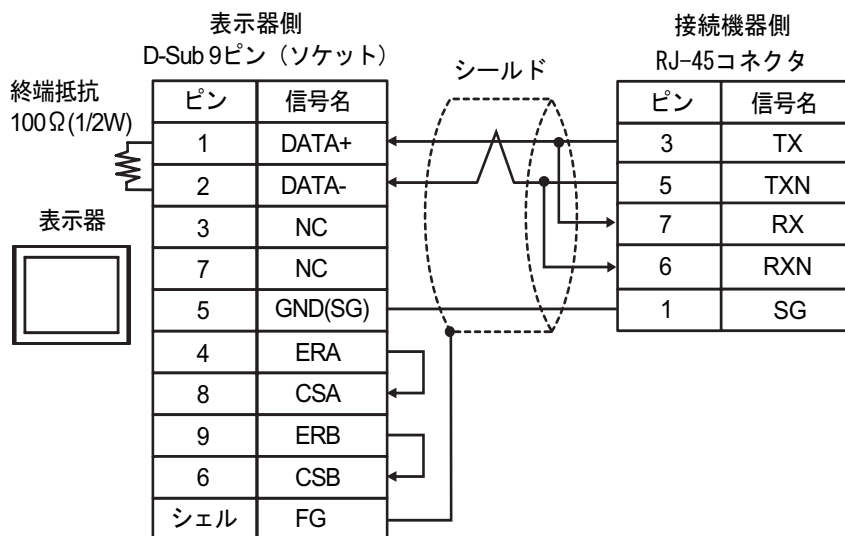 表示器側
D-Sub 9ピン（ソケット）
接続機器側
RJ-45コネクタ
シールド
終端抵抗
100Ω(1/2W)
表示器
ピン 信号名
1 DATA+
2 DATA-
3 NC
7 NC
5 GND(SG)
4 ERA
8 CSA
9 ERB
6 CSB
シェル FG
ピン 信号名
3 TX
5 TXN
7 RX
6 RXN
1 SG